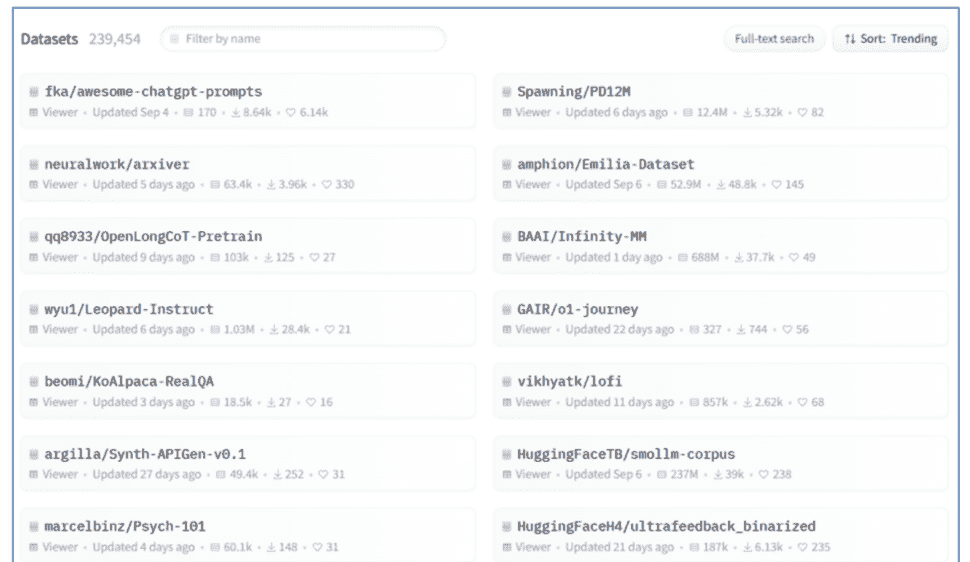 Datasets 239,454 Filter by name Full-text search ↑↓ Sort: Trending
fka/awesome-chatgpt-prompts
Viewer • Updated Sep 4 • 170 • 8.64k • 6.14k
Spawning/PD12M
Viewer • Updated 6 days ago • 12.4M • 5.32k • 82
neuralwork/arxiver
Viewer • Updated 5 days ago • 63.4k • 3.96k • 330
amphion/Emilia-Dataset
Viewer • Updated Sep 6 • 52.9M • 48.8k • 145
qq8933/OpenLongCoT-Pretrain
Viewer • Updated 9 days ago • 103k • 125 • 27
BAAI/Infinity-MM
Viewer • Updated 1 day ago • 688M • 37.7k • 49
wyu1/Leopard-Instruct
Viewer • Updated 6 days ago • 1.03M • 28.4k • 21
GAIR/o1-journey
Viewer • Updated 22 days ago • 327 • 744 • 56
beomi/KoAlpaca-RealQA
Viewer • Updated 3 days ago • 18.5k • 27 • 16
vikhyatk/lofi
Viewer • Updated 11 days ago • 857k • 2.62k • 68
argilla/Synth-APIGen-v0.1
Viewer • Updated 27 days ago • 49.4k • 252 • 31
HuggingFaceTB/smollm-corpus
Viewer • Updated Sep 6 • 237M • 39k • 238
marcelbinz/Psych-101
Viewer • Updated 4 days ago • 60.1k • 148 • 31
HuggingFaceH4/ultrafeedback_binarized
Viewer • Updated 21 days ago • 187k • 6.13k • 235